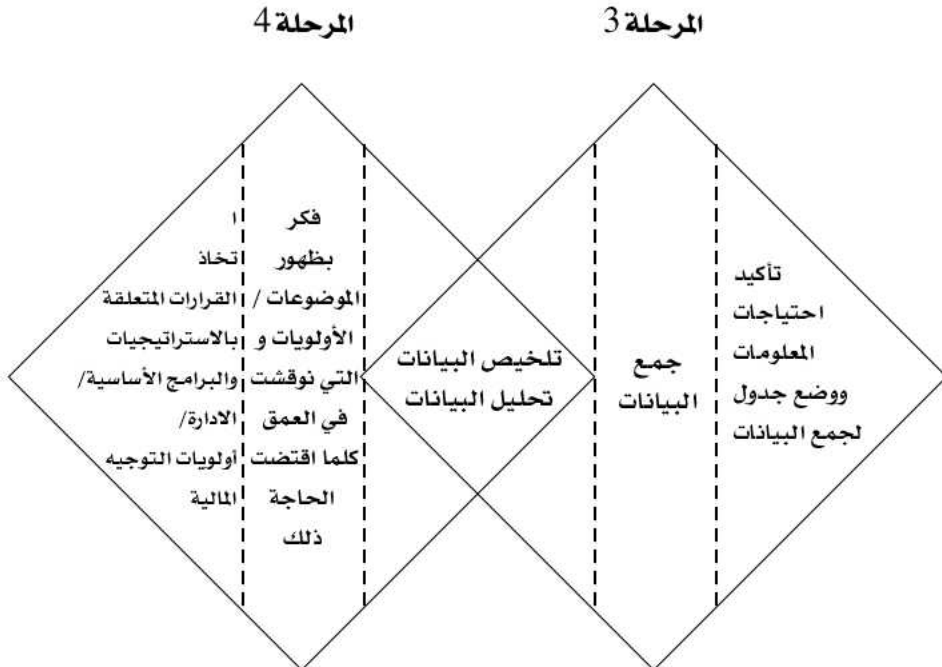 المرحلة 3
المرحلة 4
تأكيد
احتياجات
المعلومات
ووضع جدول
لجمع البيانات
جمع
البيانات
تلخيص البيانات
تحليل البيانات
فكر
بظهور
الموضوعات /
الأولويات و
التي نوقشت
في العمق
كلما اقتضت
الحاجة
ذلك
ا
تخاذ
القرارات المتعلقة
بالاستراتيجيات
والبرامج الأساسية/
الادارة/
أولويات التوجيه
المالية